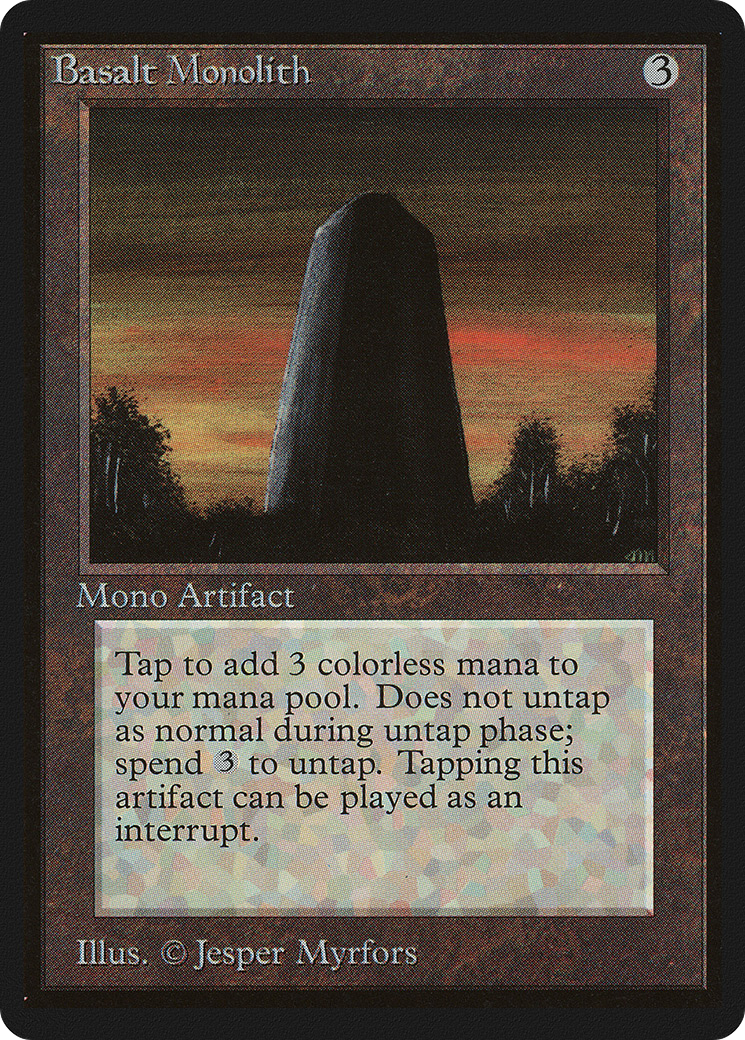 Basalt Monolith
3
JM
Mono Artifact
Tap to add 3 colorless mana to
your mana pool. Does not untap
as normal during untap phase;
spend 3 to untap. Tapping this
artifact can be played as an
interrupt.
Illus. © Jesper Myrfors